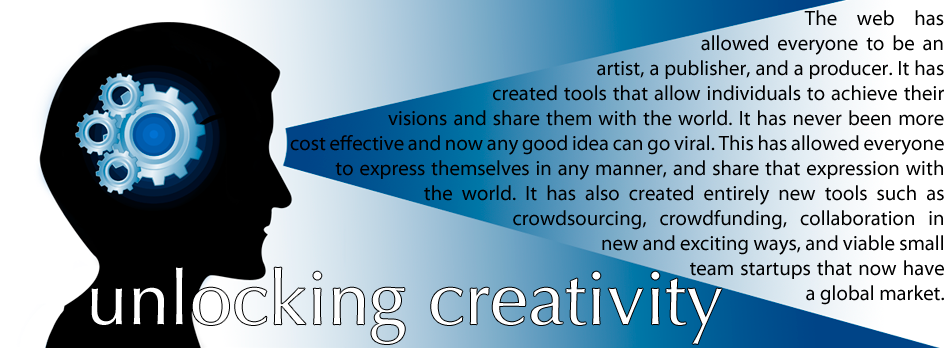 The web has
allowed everyone to be an
artist, a publisher, and a producer. It has
created tools that allow individuals to achieve their
visions and share them with the world. It has never been more
cost effective and now any good idea can go viral. This has allowed everyone
to express themselves in any manner, and share that expression with
the world. It has also created entirely new tools such as
crowdsourcing, crowdfunding, collaboration in
new and exciting ways, and viable small
team startups that now have
a global market.
unlocking creativity